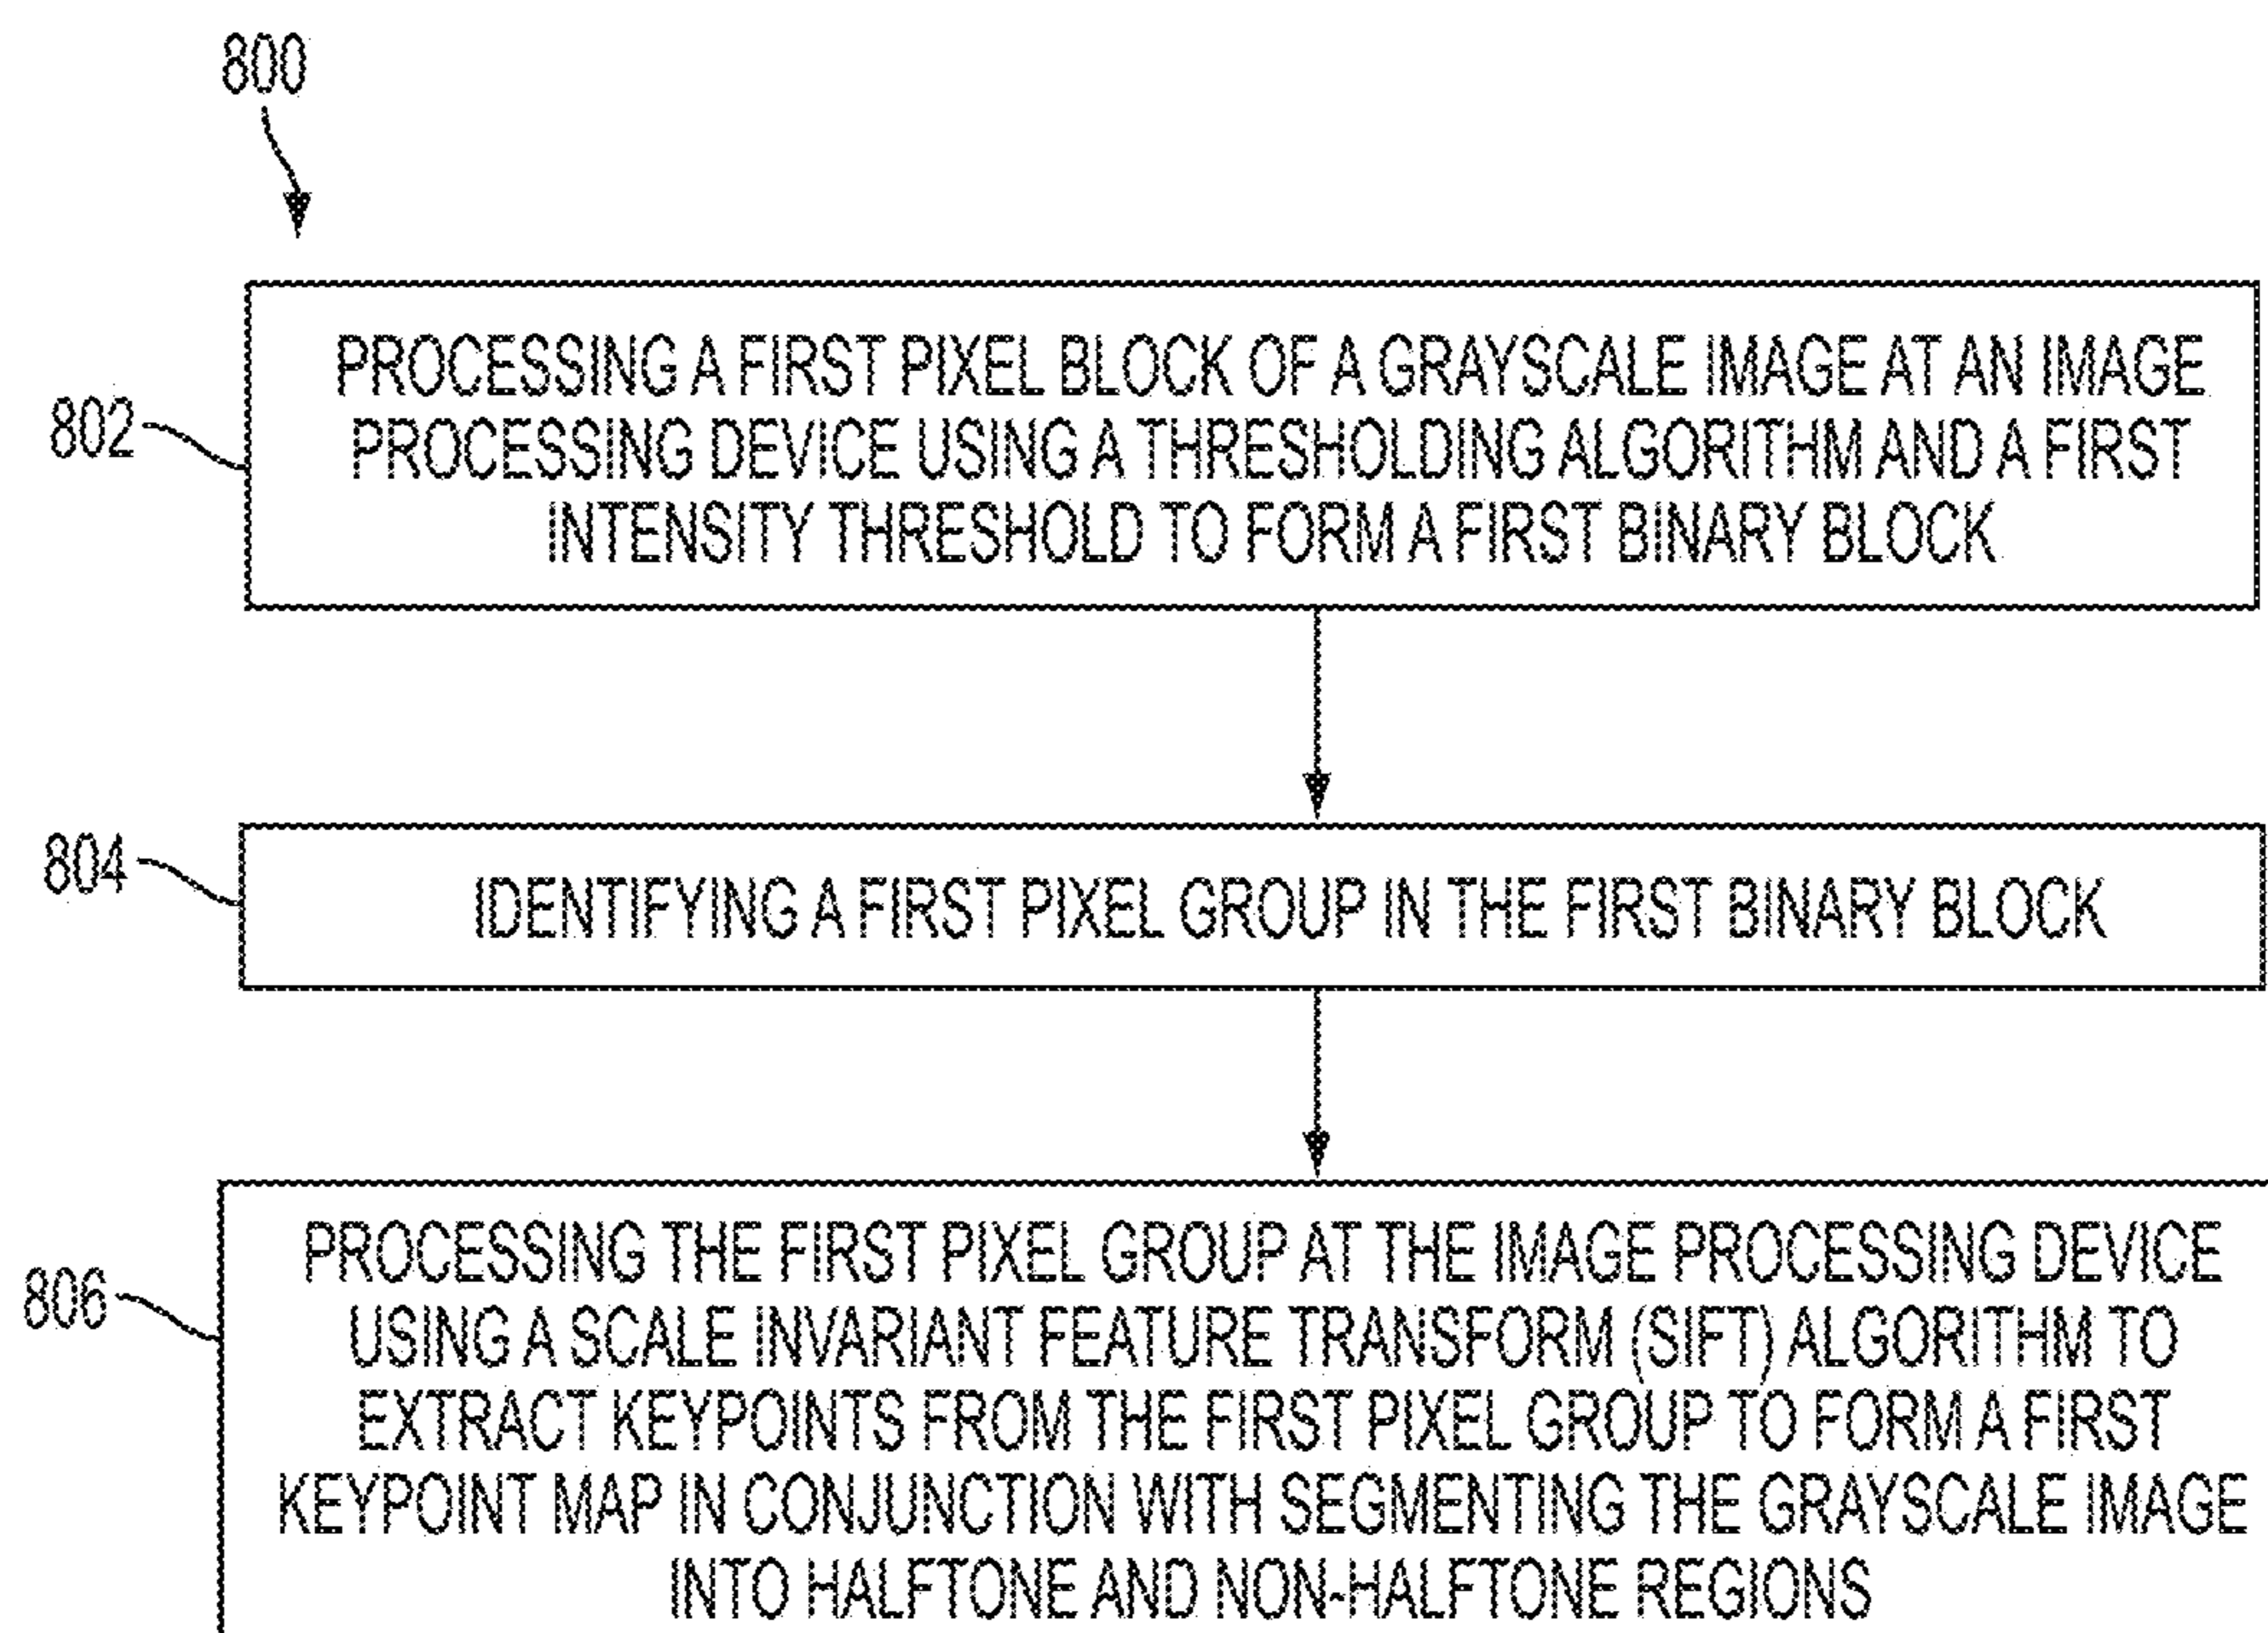 800
802
PROCESSING A FIRST PIXEL BLOCK OF A GRAYSCALE IMAGE AT AN IMAGE
PROCESSING DEVICE USING A THRESHOLDING ALGORITHM AND A FIRST
INTENSITY THRESHOLD TO FORM A FIRST BINARY BLOCK
804
IDENTIFYING A FIRST PIXEL GROUP IN THE FIRST BINARY BLOCK
806
PROCESSING THE FIRST PIXEL GROUP AT THE IMAGE PROCESSING DEVICE
USING A SCALE INVARIANT FEATURE TRANSFORM (SIFT) ALGORITHM TO
EXTRACT KEYPOINTS FROM THE FIRST PIXEL GROUP TO FORM A FIRST
KEYPOINT MAP IN CONJUNCTION WITH SEGMENTING THE GRAYSCALE IMAGE
INTO HALFTONE AND NON-HALFTONE REGIONS